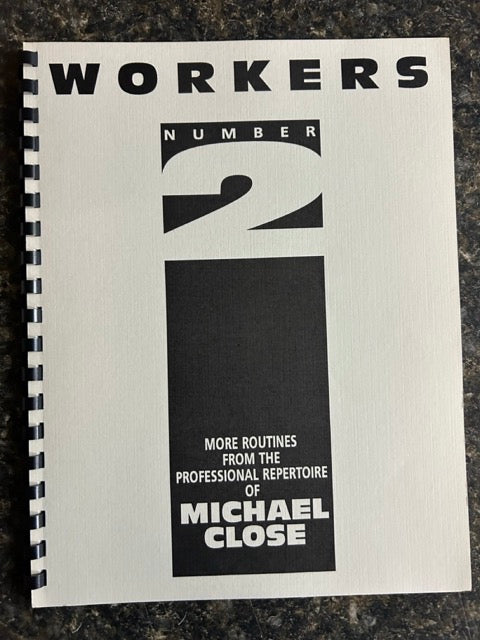 WORKERS
NUMBER
2
MORE ROUTINES
FROM THE
PROFESSIONAL REPERTOIRE
OF
MICHAEL
CLOSE